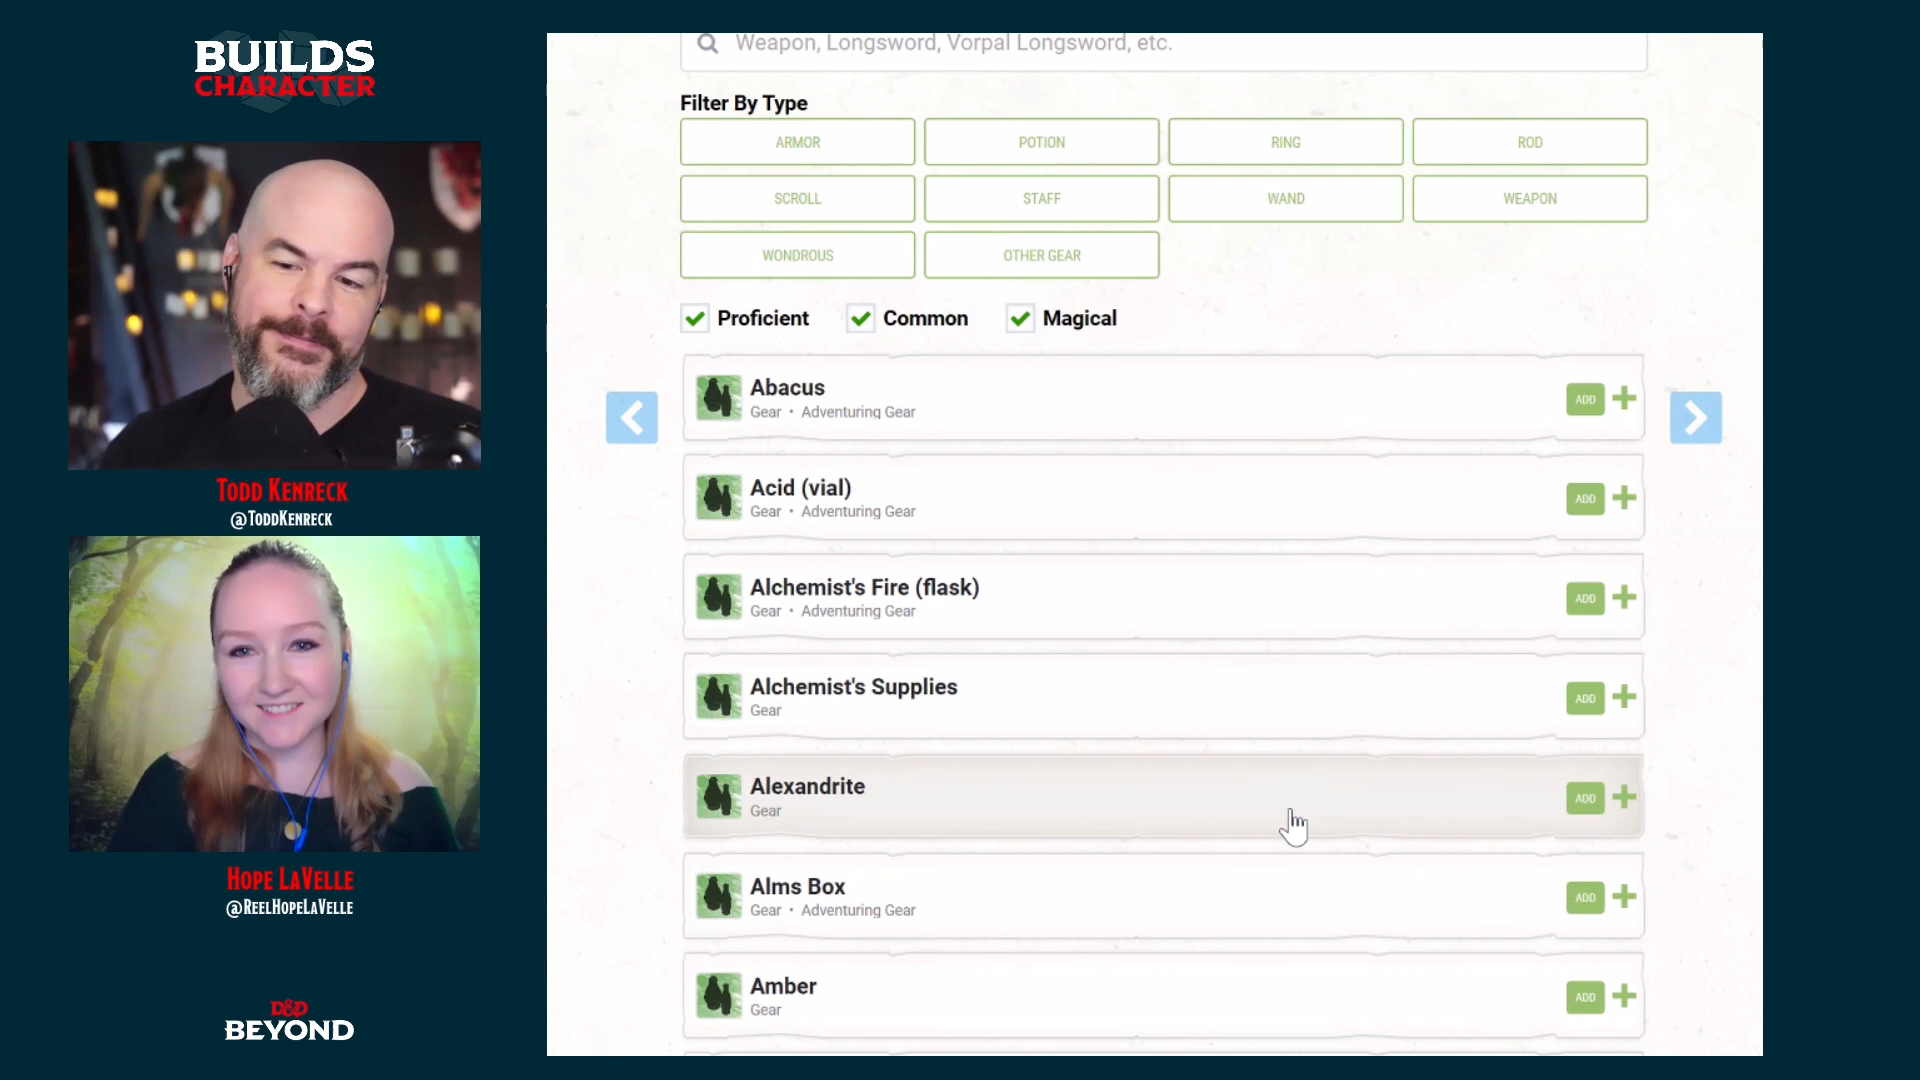 BUILDS
CHARACTER
TODD KENRECK
@TODDKENRECK
HOPE LAVELLE
@REELHOPELAVELLE
D&D
BEYOND
Weapon, Longsword, Vorpal Longsword, etc.
Filter By Type
ARMOR POTION RING ROD
SCROLL STAFF WAND WEAPON
WONDROUS OTHER GEAR
Proficient Common Magical
Abacus
Gear • Adventuring Gear
ADD
Acid (vial)
Gear • Adventuring Gear
ADD
Alchemist's Fire (flask)
Gear • Adventuring Gear
ADD
Alchemist's Supplies
Gear
ADD
Alexandrite
Gear
ADD
Alms Box
Gear • Adventuring Gear
ADD
Amber
Gear
ADD